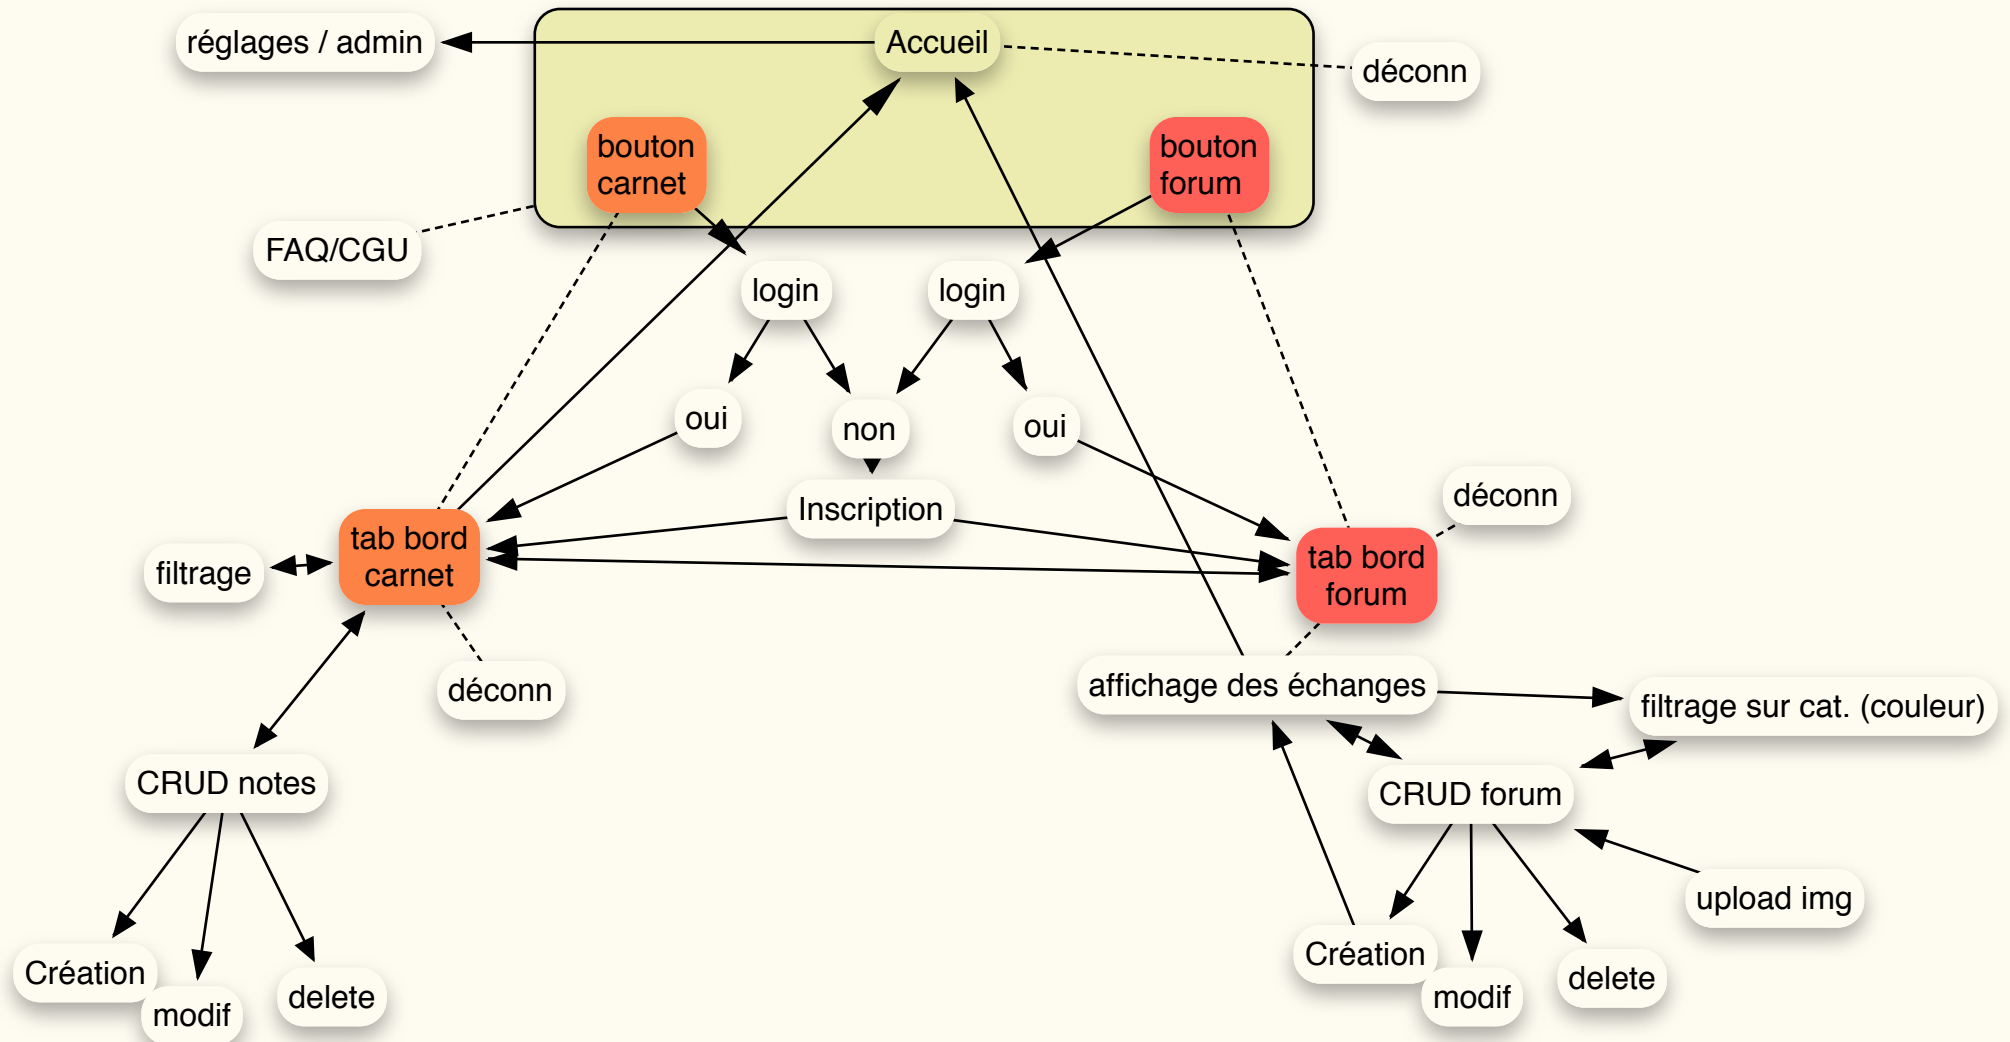 réglages / admin
Accueil
déconn
bouton
carnet
bouton
forum
FAQ/CGU
login
login
oui
non
oui
Inscription
déconn
tab bord
carnet
tab bord
forum
filtrage
déconn
affichage des échanges
filtrage sur cat. (couleur)
CRUD notes
CRUD forum
upload img
Création
modif
delete
Création
modif
delete